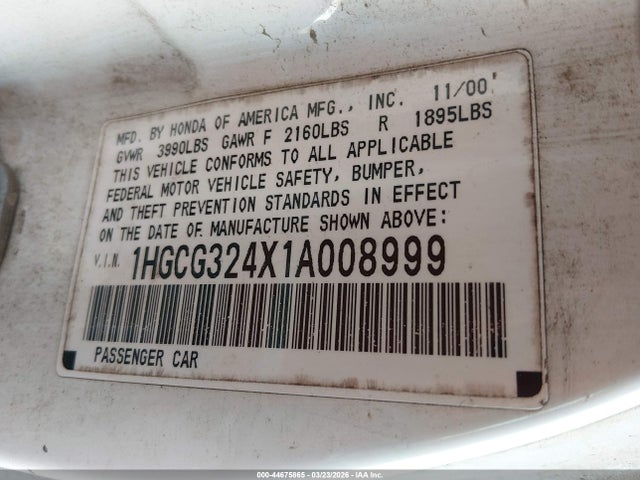 MFD. BY HONDA OF AMERICA MFG., INC. 11/00
GVWR 3990LBS GAWR F 2160LBS R 1895LBS
THIS VEHICLE CONFORMS TO ALL APPLICABLE
FEDERAL MOTOR VEHICLE SAFETY, BUMPER,
AND THEFT PREVENTION STANDARDS IN EFFECT
ON THE DATE OF MANUFACTURE SHOWN ABOVE:
V.I.N. 1HGCG324X1A008999
PASSENGER CAR
000-44675865 | 03/23/2026 - IAA Inc.